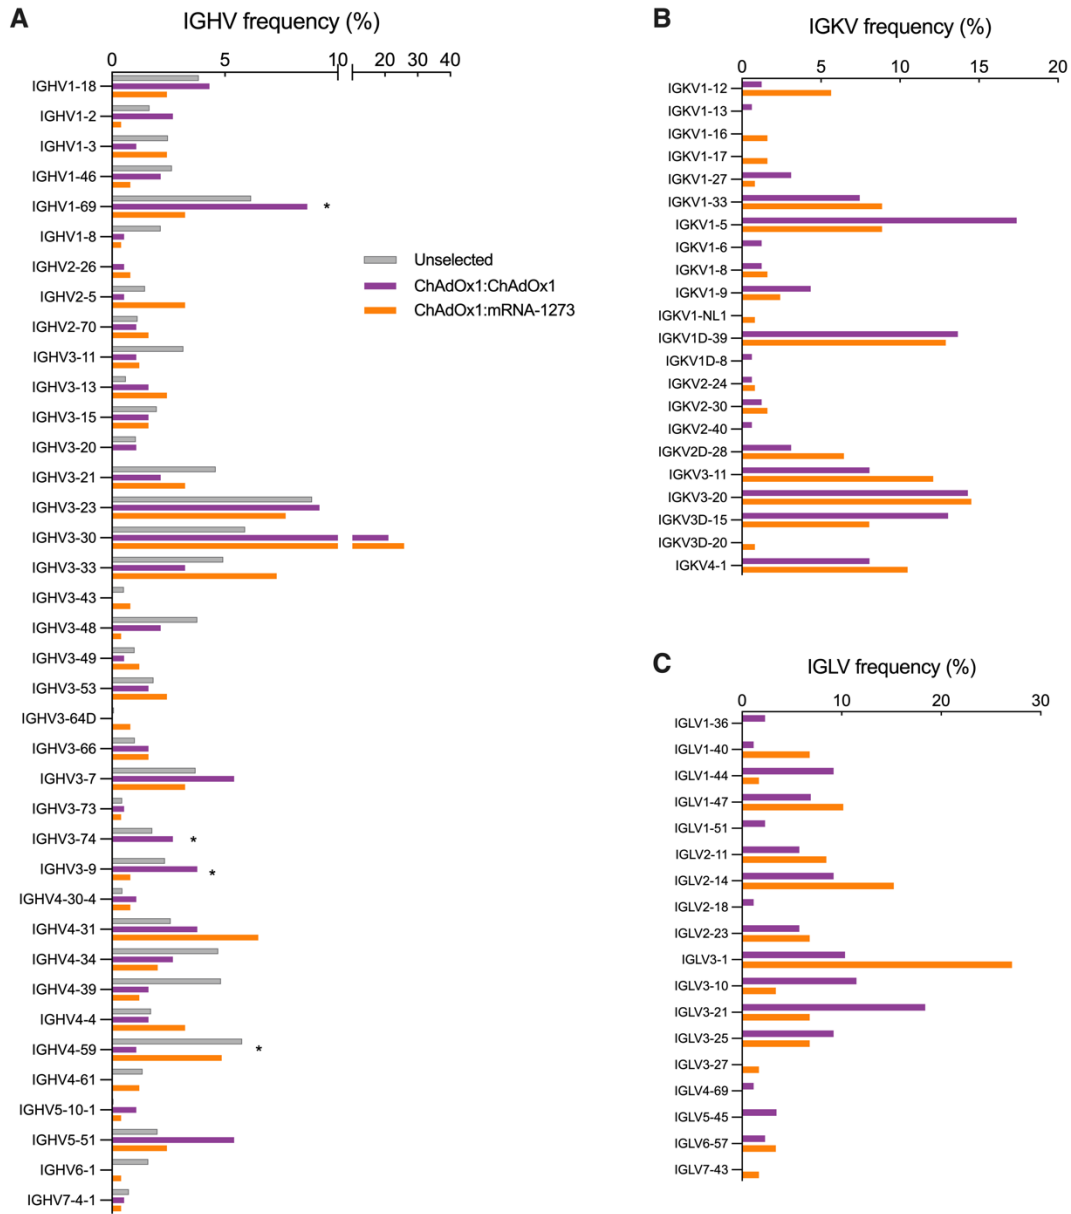 A
IGHV frequency (%)
0 5 10 20 30 40
IGHV1-18
IGHV1-2
IGHV1-3
IGHV1-46
IGHV1-69 *
IGHV1-8
IGHV2-26
IGHV2-5
IGHV2-70
IGHV3-11
IGHV3-13
IGHV3-15
IGHV3-20
IGHV3-21
IGHV3-23
IGHV3-30
IGHV3-33
IGHV3-43
IGHV3-48
IGHV3-49
IGHV3-53
IGHV3-64D
IGHV3-66
IGHV3-7
IGHV3-73
IGHV3-74 *
IGHV3-9 *
IGHV4-30-4
IGHV4-31
IGHV4-34
IGHV4-39
IGHV4-4
IGHV4-59 *
IGHV4-61
IGHV5-10-1
IGHV5-51
IGHV6-1
IGHV7-4-1
Unselected
ChAdOx1:ChAdOx1
ChAdOx1:mRNA-1273
B
IGKV frequency (%)
0 5 10 15 20
IGKV1-12
IGKV1-13
IGKV1-16
IGKV1-17
IGKV1-27
IGKV1-33
IGKV1-5
IGKV1-6
IGKV1-8
IGKV1-9
IGKV1-NL1
IGKV1D-39
IGKV1D-8
IGKV2-24
IGKV2-30
IGKV2-40
IGKV2D-28
IGKV3-11
IGKV3-20
IGKV3D-15
IGKV3D-20
IGKV4-1
C
IGLV frequency (%)
0 10 20 30
IGLV1-36
IGLV1-40
IGLV1-44
IGLV1-47
IGLV1-51
IGLV2-11
IGLV2-14
IGLV2-18
IGLV2-23
IGLV3-1
IGLV3-10
IGLV3-21
IGLV3-25
IGLV3-27
IGLV4-69
IGLV5-45
IGLV6-57
IGLV7-43